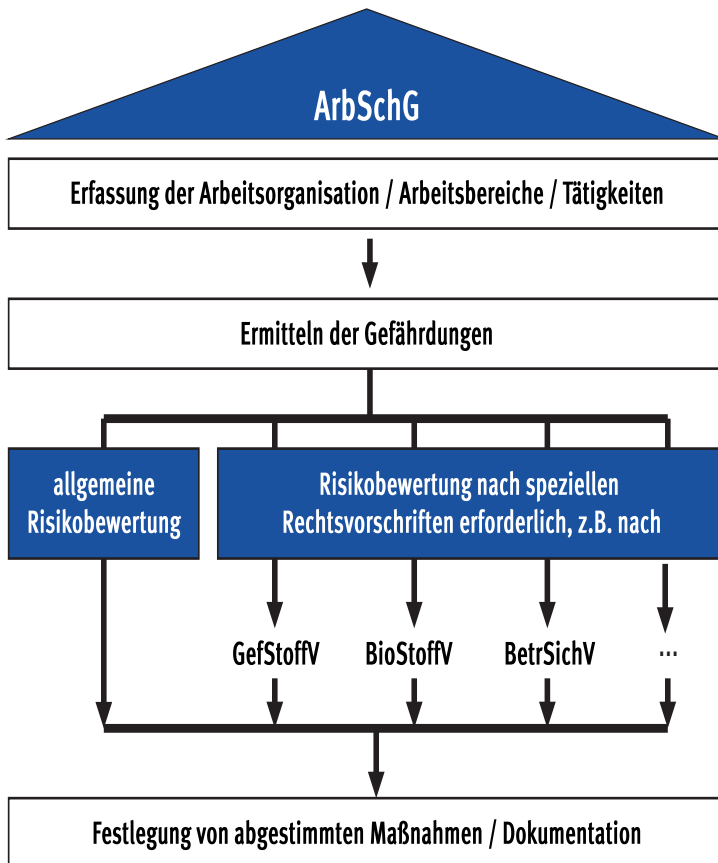 ArbSchG
Erfassung der Arbeitsorganisation / Arbeitsbereiche / Tätigkeiten
Ermitteln der Gefährdungen
allgemeine
Risikobewertung
Risikobewertung nach speziellen
Rechtsvorschriften erforderlich, z.B. nach
GefStoffV
BioStoffV
BetrSichV
...
Festlegung von abgestimmten Maßnahmen / Dokumentation